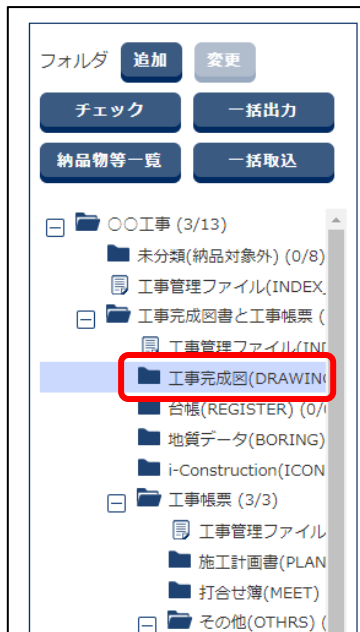 フォルダ 追加 変更
チェック 一括出力
納品物等一覧 一括取込
○○工事 (3/13)
未分類(納品対象外) (0/8)
工事管理ファイル(INDEX_
工事完成図書と工事帳票 (
工事管理ファイル(IN
工事完成図(DRAWIN
台帳(REGISTER) (0/
地質データ(BORING)
i-Construction(ICON
工事帳票 (3/3)
工事管理ファイル
施工計画書(PLAN
打合せ簿(MEET)
その他(OTHRS) (